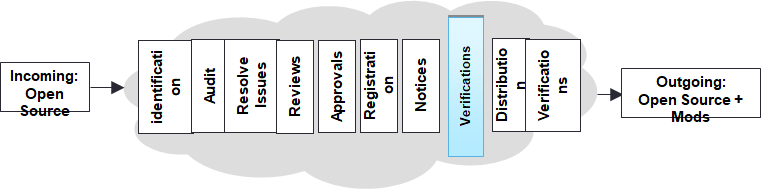 Incoming:
Open
Source
identificati
on
Audit
Resolve
Issues
Reviews
Approvals
Registrati
on
Notices
Verifications
Distributio
n
Verificatio
ns
Outgoing:
Open Source +
Mods